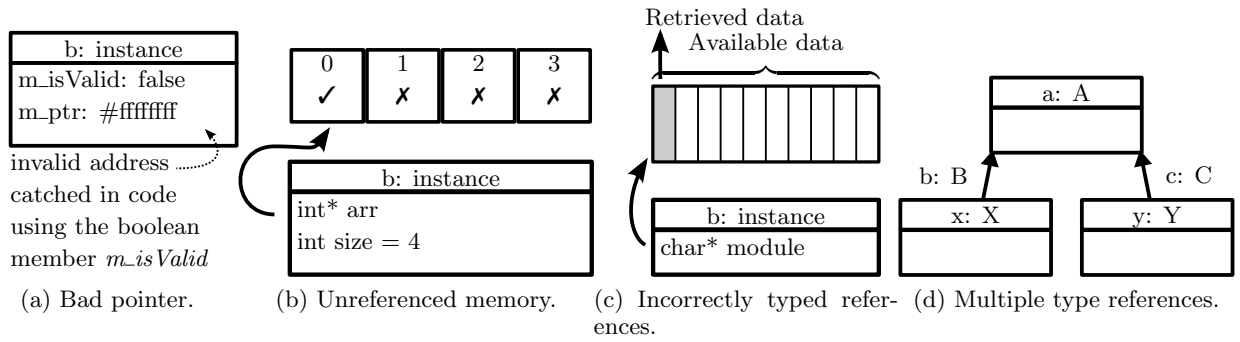 b: instance
m_isValid: false
m_ptr: #ffffffff
invalid address
catched in code
using the boolean
member m_isValid
(a) Bad pointer.
0 1 2 3
✓ ✗ ✗ ✗
b: instance
int* arr
int size = 4
(b) Unreferenced memory.
Retrieved data
Available data
b: instance
char* module
(c) Incorrectly typed refer-
ences.
a: A
b: B
c: C
x: X
y: Y
(d) Multiple type references.